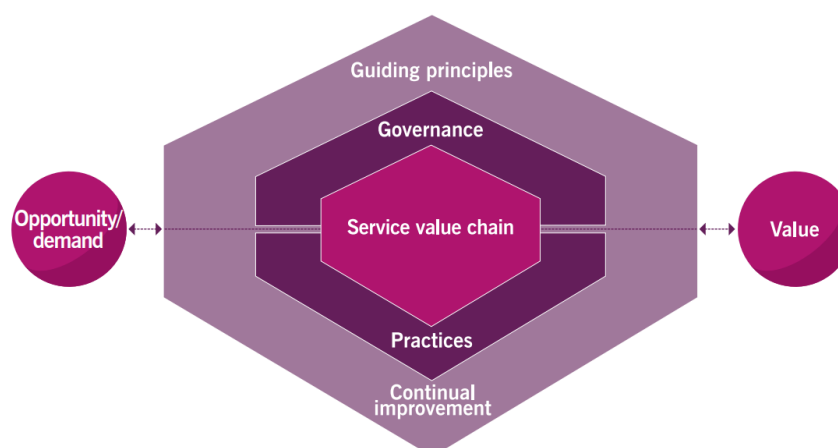 Guiding principles
Governance
Opportunity/
demand
Service value chain
Value
Practices
Continual
improvement